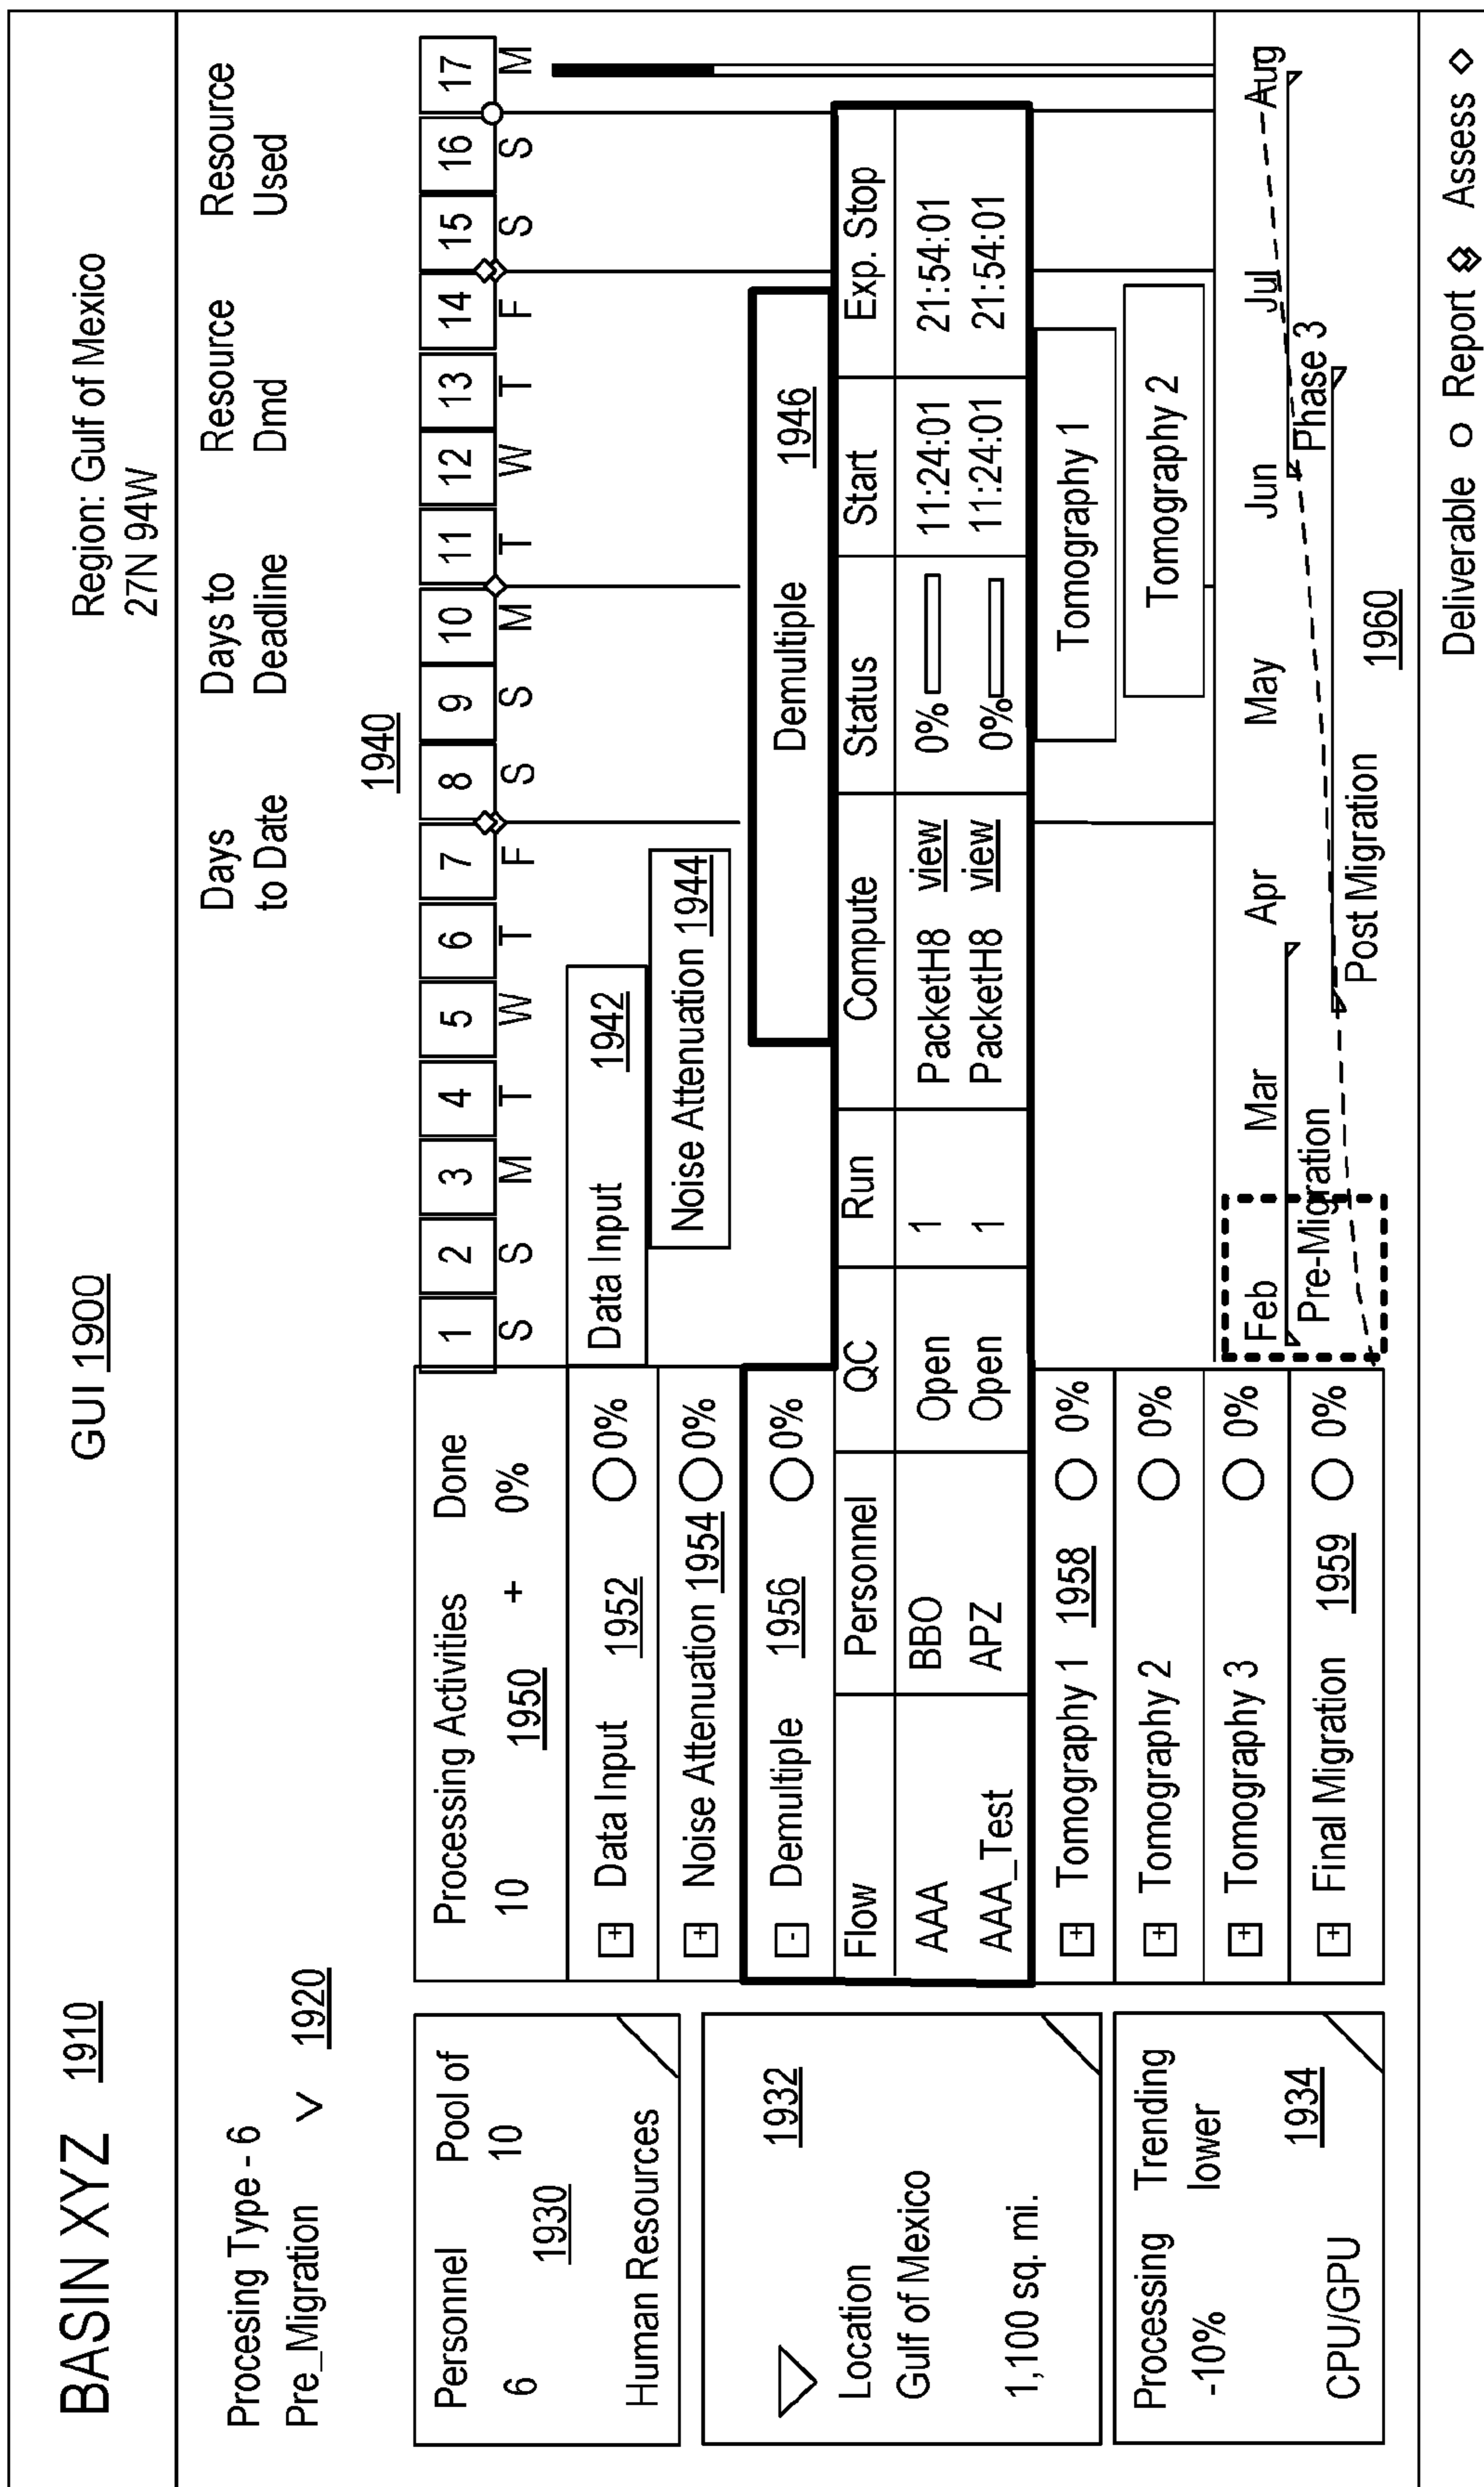 BASIN XYZ 1910
GUI 1900
Region: Gulf of Mexico
27N 94W
Procesing Type - 6
Pre_Migration V 1920
Days to Date
Days to Deadline
Resource Dmd
Resource Used
Personnel Pool of
6 10
1930
Human Resources
1932
Location
Gulf of Mexico
1,100 sq. mi.
Processing Trending
-10% lower
1934
CPU/GPU
Processing Activities Done
10 + 0%
1950
+ Data Input 1952 0%
+ Noise Attenuation 1954 0%
- Demultiple 1956 0%
1940
1 2 3 4 5 6 7 8 9 10 11 12 13 14 15 16 17
S S M T W T F S S M T W T F S S M
Data Input 1942
Noise Attenuation 1944
Demultiple 1946
Flow Personnel QC Run Compute Status Start Exp. Stop
AAA BBO Open 1 PacketH8 view 0% 11:24:01 21:54:01
AAA_Test APZ Open 1 PacketH8 view 0% 11:24:01 21:54:01
+ Tomography 1 1958 0%
+ Tomography 2 0%
+ Tomography 3 0%
+ Final Migration 1959 0%
Tomography 1
Tomography 2
Feb Mar Apr May Jun Jul Aug
Pre-Migration
Phase 3
Post Migration
1960
Deliverable Report Assess